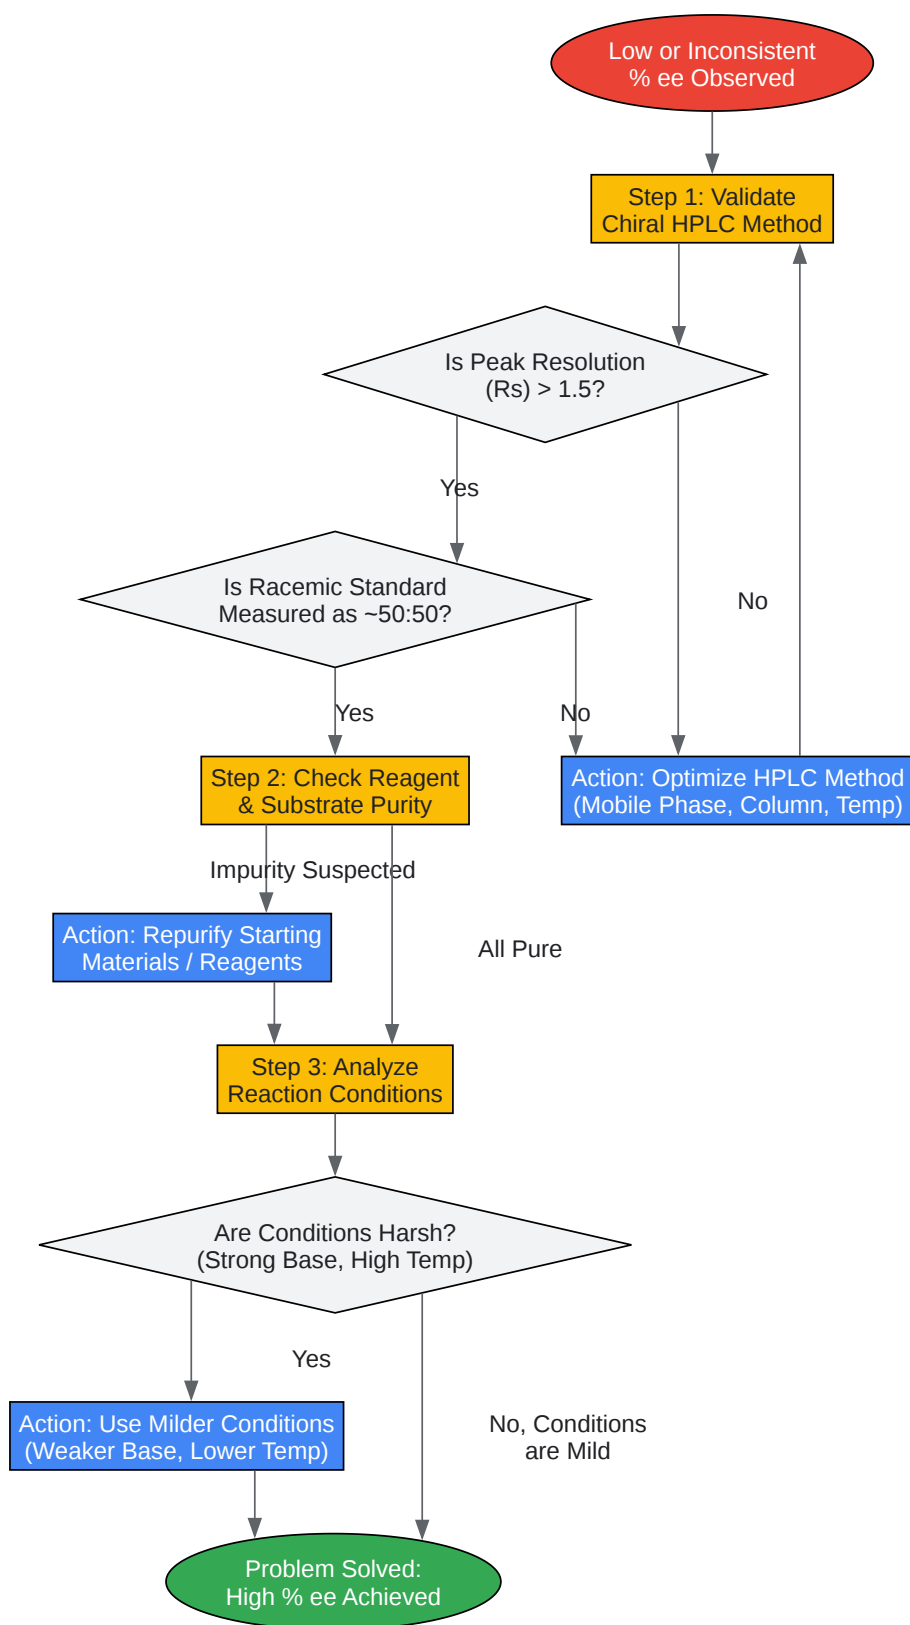 Low or Inconsistent
% ee Observed
Step 1: Validate
Chiral HPLC Method
Is Peak Resolution
(Rs) > 1.5?
Yes
Is Racemic Standard
Measured as ~50:50?
No
Yes
No
Step 2: Check Reagent
& Substrate Purity
Action: Optimize HPLC Method
(Mobile Phase, Column, Temp)
Impurity Suspected
Action: Repurify Starting
Materials / Reagents
All Pure
Step 3: Analyze
Reaction Conditions
Are Conditions Harsh?
(Strong Base, High Temp)
Yes
Action: Use Milder Conditions
(Weaker Base, Lower Temp)
No, Conditions
are Mild
Problem Solved:
High % ee Achieved